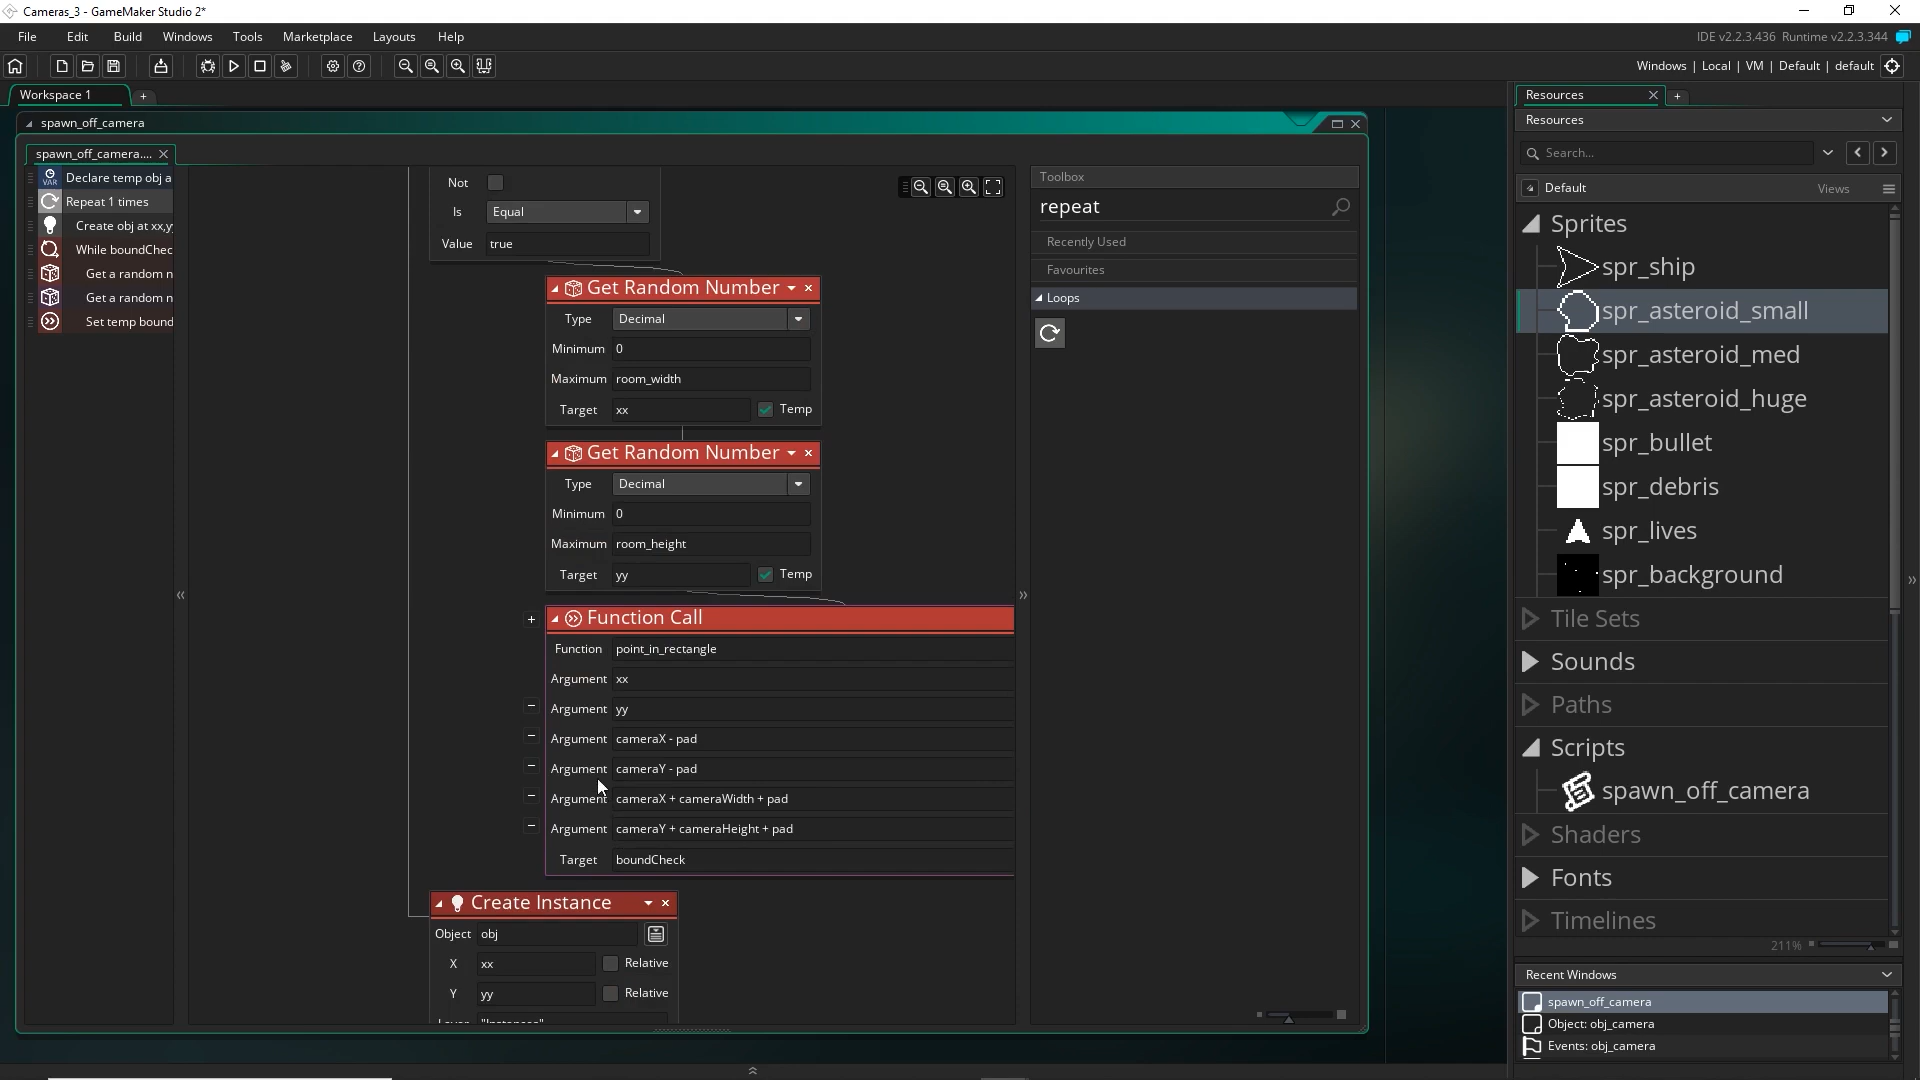 Cameras_3 - GameMaker Studio 2*
File Edit Build Windows Tools Marketplace Layouts Help
IDE v2.2.3.436 Runtime v2.2.3.344
Windows | Local | VM | Default | default
Workspace 1
spawn_off_camera
spawn_off_camera....
Declare temp obj a
Repeat 1 times
Create obj at xx,y
While boundChec
Get a random n
Get a random n
Set temp bound
Not
Is Equal
Value true
Get Random Number
Type Decimal
Minimum 0
Maximum room_width
Target xx Temp
Get Random Number
Type Decimal
Minimum 0
Maximum room_height
Target yy Temp
Function Call
Function point_in_rectangle
Argument xx
Argument yy
Argument cameraX - pad
Argument cameraY - pad
Argument cameraX + cameraWidth + pad
Argument cameraY + cameraHeight + pad
Target boundCheck
Create Instance
Object obj
X xx Relative
Y yy Relative
Toolbox
repeat
Recently Used
Favourites
Loops
Resources
Resources
Search...
Default Views
Sprites
spr_ship
spr_asteroid_small
spr_asteroid_med
spr_asteroid_huge
spr_bullet
spr_debris
spr_lives
spr_background
Tile Sets
Sounds
Paths
Scripts
spawn_off_camera
Shaders
Fonts
Timelines
211%
Recent Windows
spawn_off_camera
Object: obj_camera
Events: obj_camera